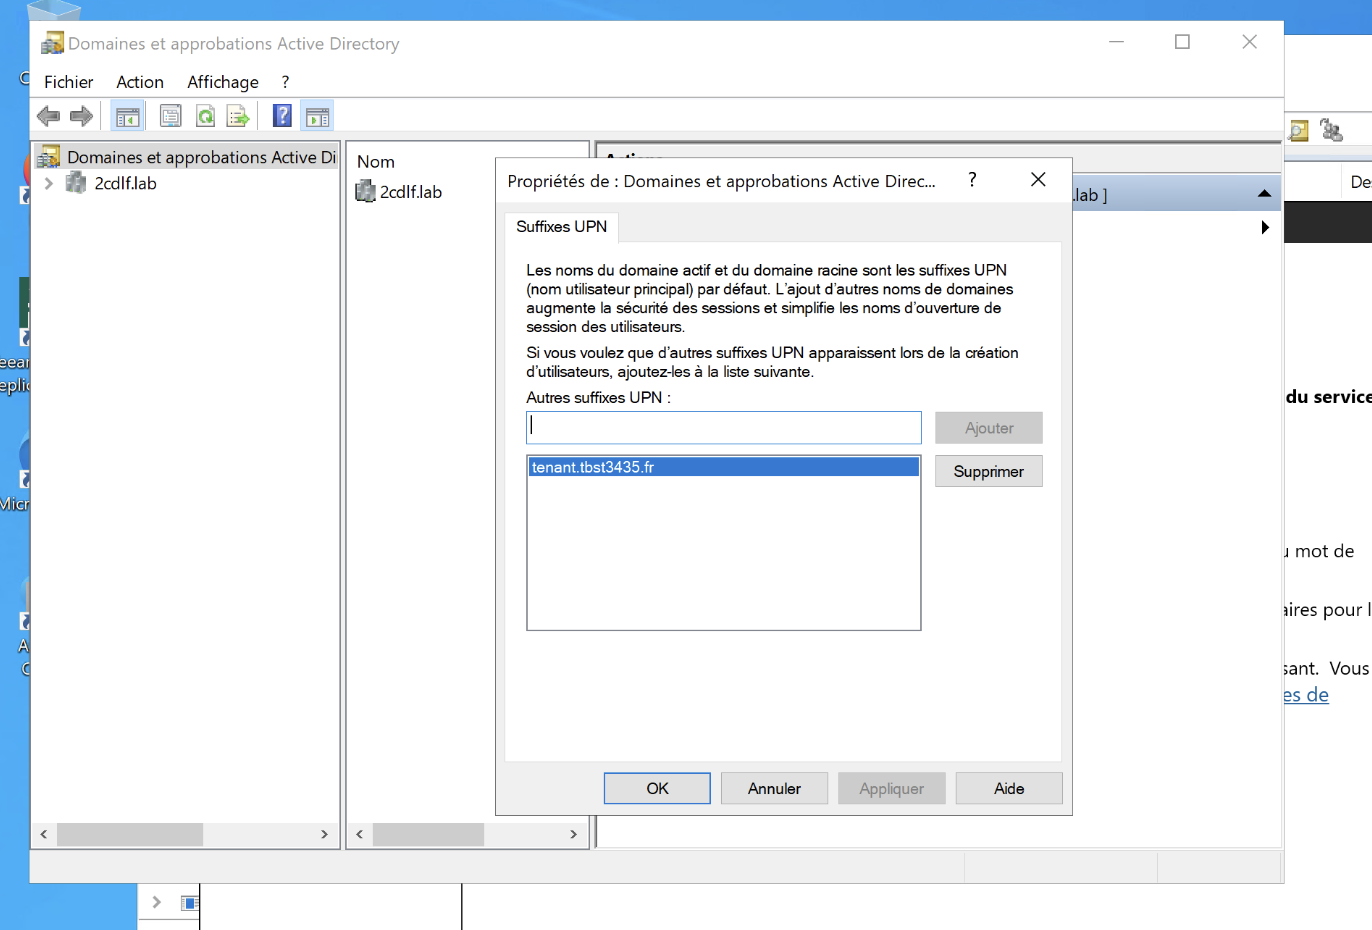 Domaines et approbations Active Directory
Fichier Action Affichage ?
Domaines et approbations Active Di
2cdlf.lab
Nom
2cdlf.lab
.lab ]
Propriétés de : Domaines et approbations Active Direc... ?
Suffixes UPN
Les noms du domaine actif et du domaine racine sont les suffixes UPN
(nom utilisateur principal) par défaut. L'ajout d'autres noms de domaines
augmente la sécurité des sessions et simplifie les noms d'ouverture de
session des utilisateurs.
Si vous voulez que d'autres suffixes UPN apparaissent lors de la création
d'utilisateurs, ajoutez-les à la liste suivante.
Autres suffixes UPN :
Ajouter
tenant.tbst3435.fr
Supprimer
OK Annuler Appliquer Aide
du service
mot de
aires pour l
sant. Vous
es de
eear
eplic
Micr